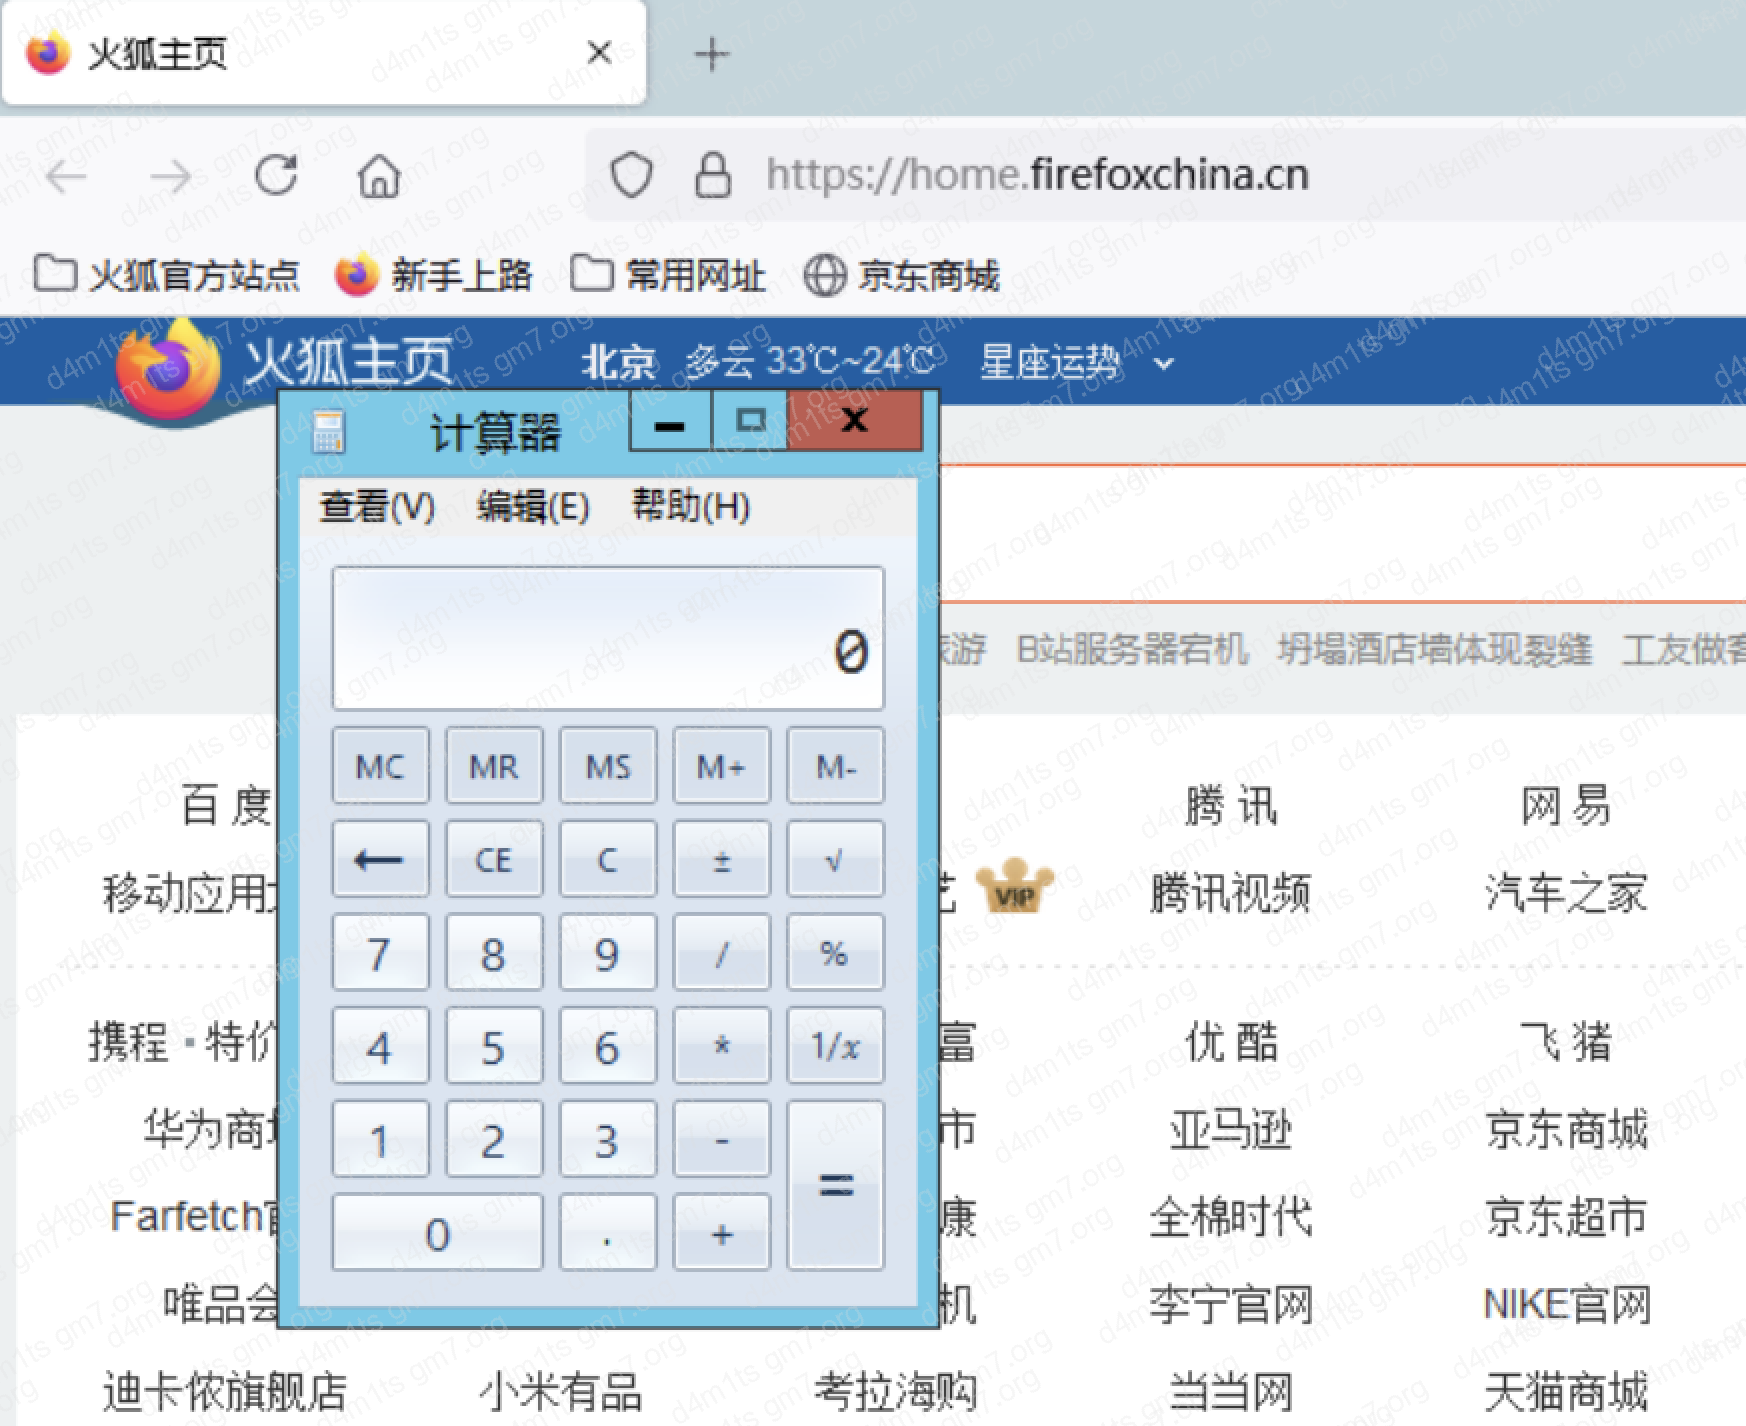 火狐主页
https://home.firefoxchina.cn
火狐官方站点 新手上路 常用网址 京东商城
火狐主页 北京 多云 33℃~24℃ 星座运势
计算器
查看(V) 编辑(E) 帮助(H)
0
游 B站服务器宕机 坍塌酒店墙体现裂缝 工友做客
MC MR MS M+ M-
← CE C ± √
7 8 9 / %
4 5 6 * 1/x
1 2 3 - =
0 . +
百度 腾讯 网易
移动应用 艺 VIP 腾讯视频 汽车之家
携程·特价 富 优酷 飞猪
华为商 市 亚马逊 京东商城
Farfetch 康 全棉时代 京东超市
唯品会 机 李宁官网 NIKE官网
迪卡侬旗舰店 小米有品 考拉海购 当当网 天猫商城
d4m1ts gm7.org